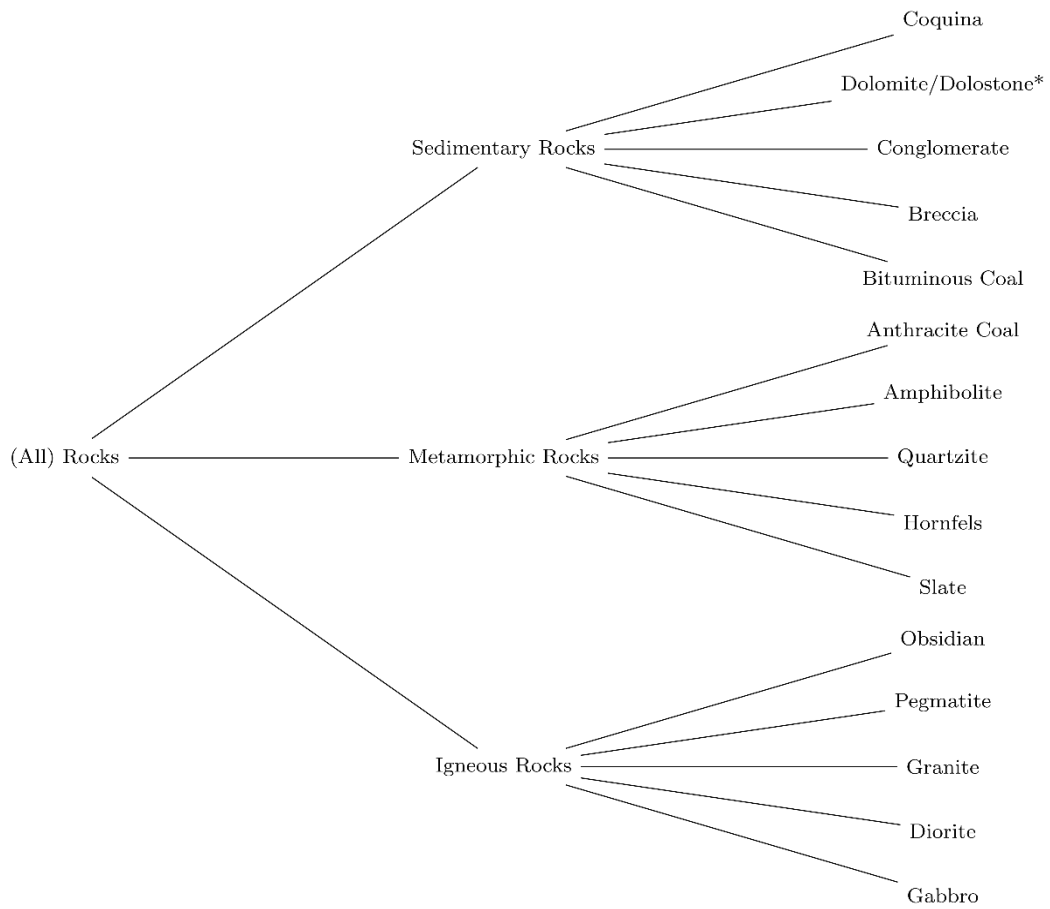 Coquina
Dolomite/Dolostone*
Sedimentary Rocks
Conglomerate
Breccia
Bituminous Coal
Anthracite Coal
Amphibolite
(All) Rocks
Metamorphic Rocks
Quartzite
Hornfels
Slate
Obsidian
Pegmatite
Igneous Rocks
Granite
Diorite
Gabbro